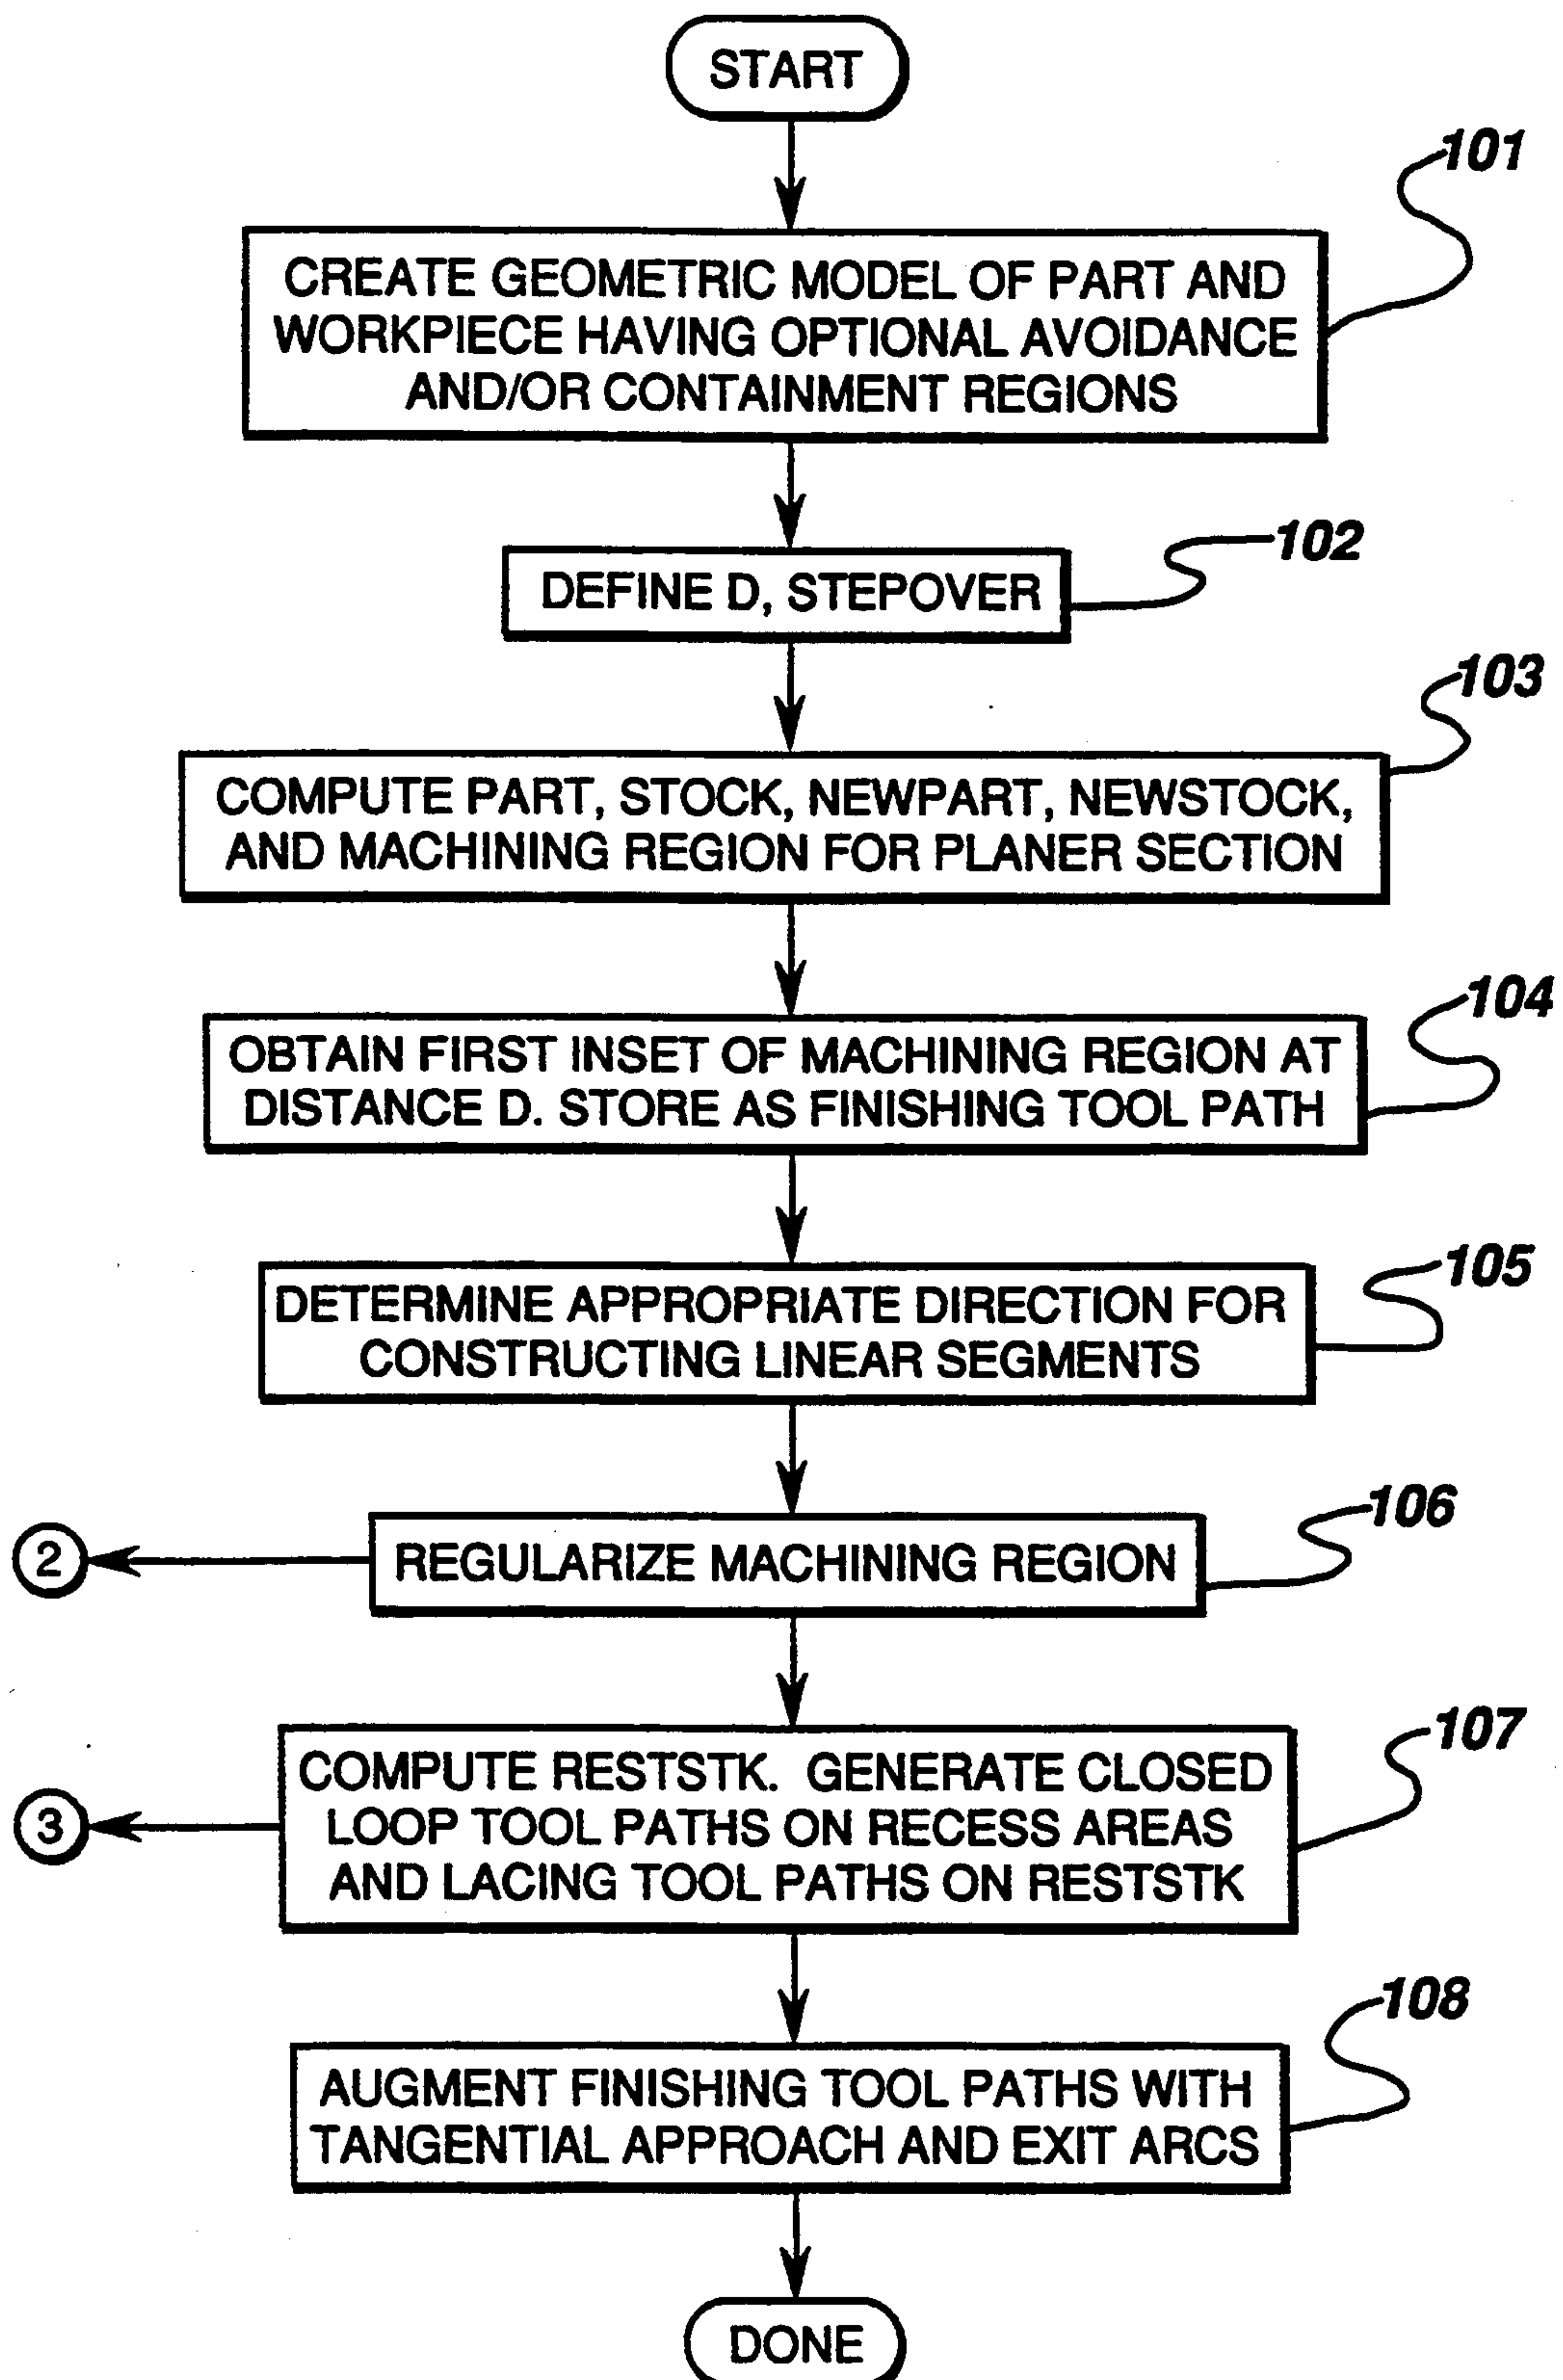 START
101
CREATE GEOMETRIC MODEL OF PART AND
WORKPIECE HAVING OPTIONAL AVOIDANCE
AND/OR CONTAINMENT REGIONS
102
DEFINE D, STEPOVER
103
COMPUTE PART, STOCK, NEWPART, NEWSTOCK,
AND MACHINING REGION FOR PLANER SECTION
104
OBTAIN FIRST INSET OF MACHINING REGION AT
DISTANCE D. STORE AS FINISHING TOOL PATH
105
DETERMINE APPROPRIATE DIRECTION FOR
CONSTRUCTING LINEAR SEGMENTS
106
2
REGULARIZE MACHINING REGION
107
COMPUTE RESTSTK. GENERATE CLOSED
3
LOOP TOOL PATHS ON RECESS AREAS
AND LACING TOOL PATHS ON RESTSTK
108
AUGMENT FINISHING TOOL PATHS WITH
TANGENTIAL APPROACH AND EXIT ARCS
DONE